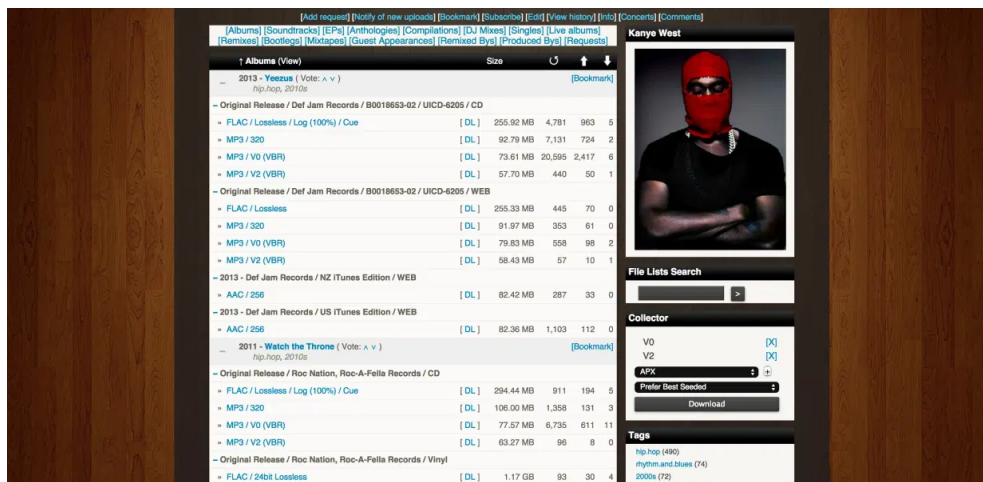 [Add request] [Notify of new uploads] [Bookmark] [Subscribe] [Edit] [View history] [Info] [Concerts] [Comments]
[Albums] [Soundtracks] [EPs] [Anthologies] [Compilations] [DJ Mixes] [Singles] [Live albums]
[Remixes] [Bootlegs] [Mixtapes] [Guest Appearances] [Remixed Bys] [Produced Bys] [Requests]
↑ Albums (View) Size
2013 - Yeezus ( Vote: ˄ ˅ ) [Bookmark]
hip.hop, 2010s
– Original Release / Def Jam Records / B0018653-02 / UICD-6205 / CD
» FLAC / Lossless / Log (100%) / Cue [ DL ] 255.92 MB 4,781 963 5
» MP3 / 320 [ DL ] 92.79 MB 7,131 724 2
» MP3 / V0 (VBR) [ DL ] 73.61 MB 20,595 2,417 6
» MP3 / V2 (VBR) [ DL ] 57.70 MB 440 50 1
– Original Release / Def Jam Records / B0018653-02 / UICD-6205 / WEB
» FLAC / Lossless [ DL ] 255.33 MB 445 70 0
» MP3 / 320 [ DL ] 91.97 MB 353 61 0
» MP3 / V0 (VBR) [ DL ] 79.83 MB 558 98 2
» MP3 / V2 (VBR) [ DL ] 58.43 MB 57 10 1
– 2013 - Def Jam Records / NZ iTunes Edition / WEB
» AAC / 256 [ DL ] 82.42 MB 287 33 0
– 2013 - Def Jam Records / US iTunes Edition / WEB
» AAC / 256 [ DL ] 82.36 MB 1,103 112 0
2011 - Watch the Throne ( Vote: ˄ ˅ ) [Bookmark]
hip.hop, 2010s
– Original Release / Roc Nation, Roc-A-Fella Records / CD
» FLAC / Lossless / Log (100%) / Cue [ DL ] 294.44 MB 911 194 5
» MP3 / 320 [ DL ] 106.00 MB 1,358 131 3
» MP3 / V0 (VBR) [ DL ] 77.57 MB 6,735 611 11
» MP3 / V2 (VBR) [ DL ] 63.27 MB 96 8 0
– Original Release / Roc Nation, Roc-A-Fella Records / Vinyl
» FLAC / 24bit Lossless [ DL ] 1.17 GB 93 30 4
Kanye West
File Lists Search
>
Collector
V0 [X]
V2 [X]
APX +
Prefer Best Seeded
Download
Tags
hip.hop (490)
rhythm.and.blues (74)
2000s (72)